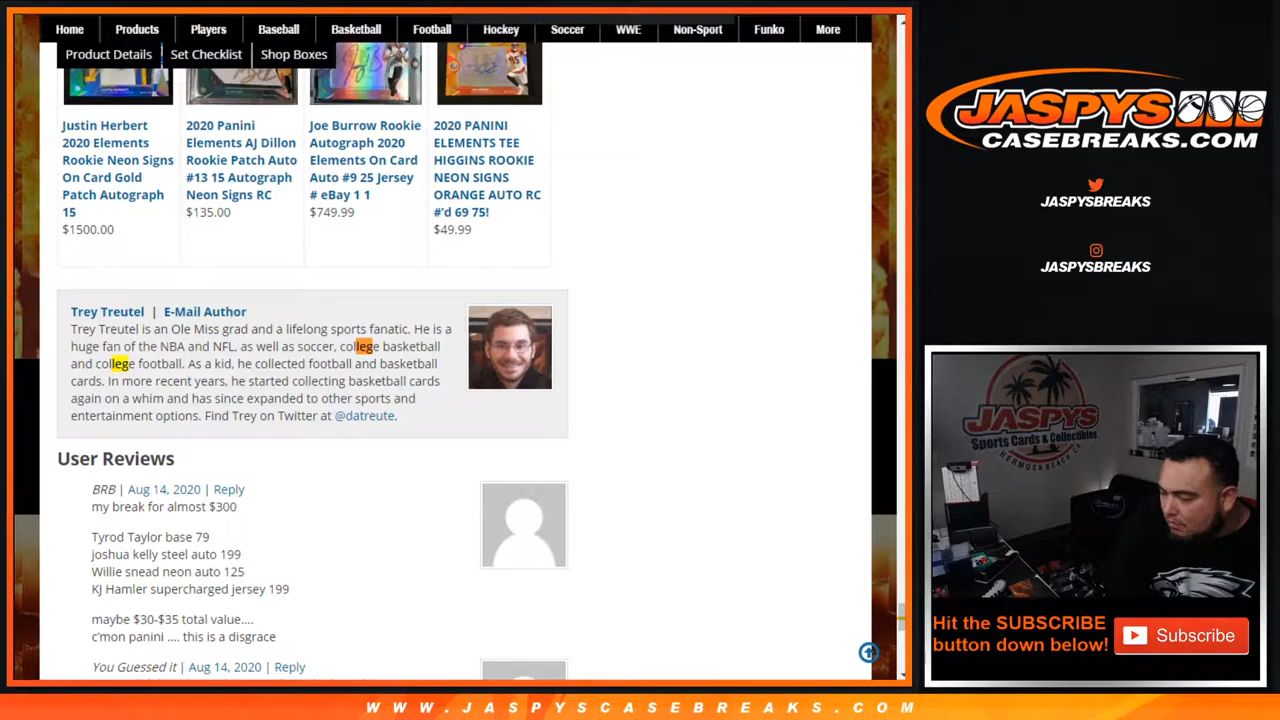 Home Products Players Baseball Basketball Football Hockey Soccer WWE Non-Sport Funko More
Product Details Set Checklist Shop Boxes
Justin Herbert
2020 Elements
Rookie Neon Signs
On Card Gold
Patch Autograph
15
$1500.00
2020 Panini
Elements AJ Dillon
Rookie Patch Auto
#13 15 Autograph
Neon Signs RC
$135.00
Joe Burrow Rookie
Autograph 2020
Elements On Card
Auto #9 25 Jersey
# eBay 1 1
$749.99
2020 PANINI
ELEMENTS TEE
HIGGINS ROOKIE
NEON SIGNS
ORANGE AUTO RC
#'d 69 75!
$49.99
Trey Treutel | E-Mail Author
Trey Treutel is an Ole Miss grad and a lifelong sports fanatic. He is a
huge fan of the NBA and NFL, as well as soccer, college basketball
and college football. As a kid, he collected football and basketball
cards. In more recent years, he started collecting basketball cards
again on a whim and has since expanded to other sports and
entertainment options. Find Trey on Twitter at @datreute.
User Reviews
BRB | Aug 14, 2020 | Reply
my break for almost $300
Tyrod Taylor base 79
joshua kelly steel auto 199
Willie snead neon auto 125
KJ Hamler supercharged jersey 199
maybe $30-$35 total value....
c'mon panini .... this is a disgrace
You Guessed it | Aug 14, 2020 | Reply
JASPYS
CASEBREAKS.COM
JASPYSBREAKS
JASPYSBREAKS
JASPYS
Sports Cards & Collectibles
HERMOSA BEACH CA
Hit the SUBSCRIBE
button down below!
Subscribe
WWW.JASPYSCASEBREAKS.COM